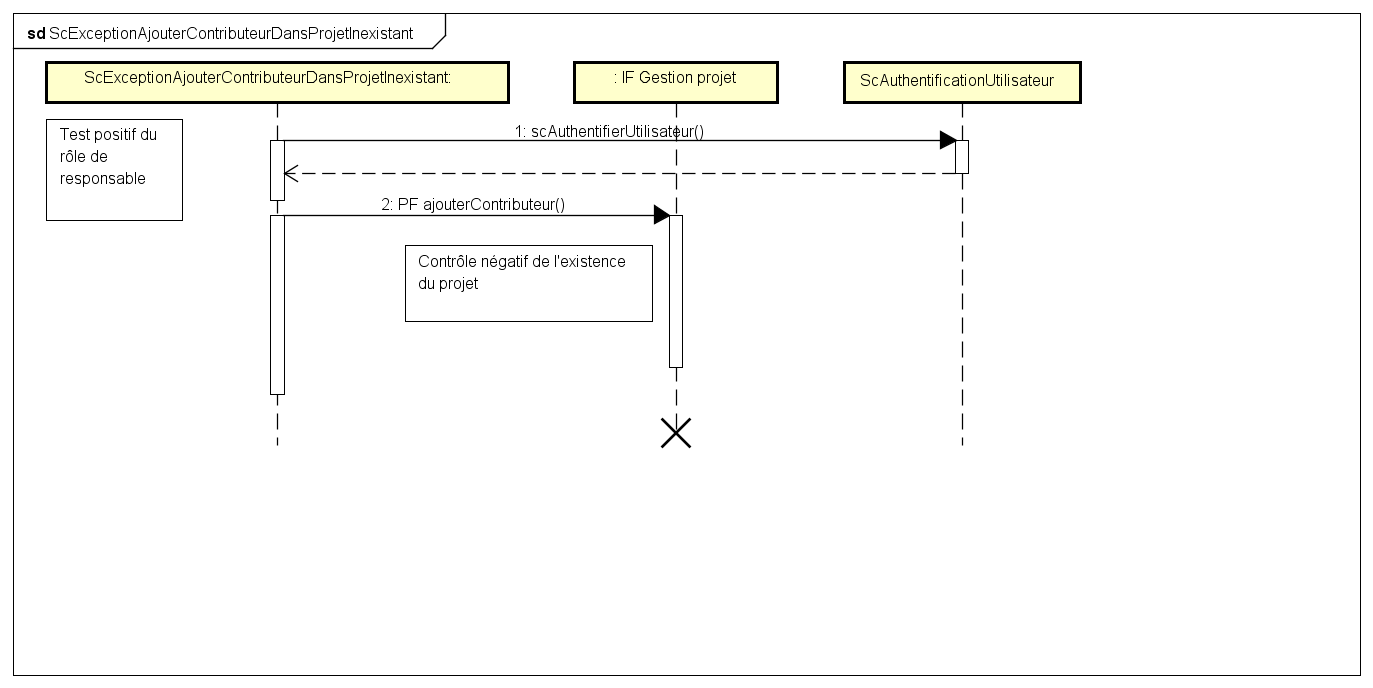 sd ScExceptionAjouterContributeurDansProjetInexistant
ScExceptionAjouterContributeurDansProjetInexistant:
: IF Gestion projet
ScAuthentificationUtilisateur
Test positif du
rôle de
responsable
1: scAuthentifierUtilisateur()
2: PF ajouterContributeur()
Contrôle négatif de l'existence
du projet